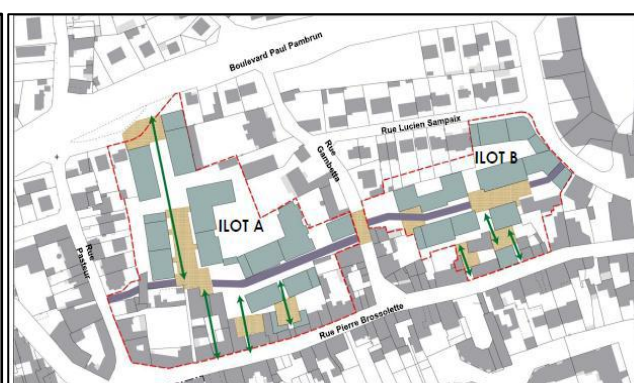 Boulevard Paul Pambrun
Rue Lucien Sampaix
Rue
Gambetta
ILOT B
ILOT A
Rue
Pasteur
Rue Pierre Brossolette